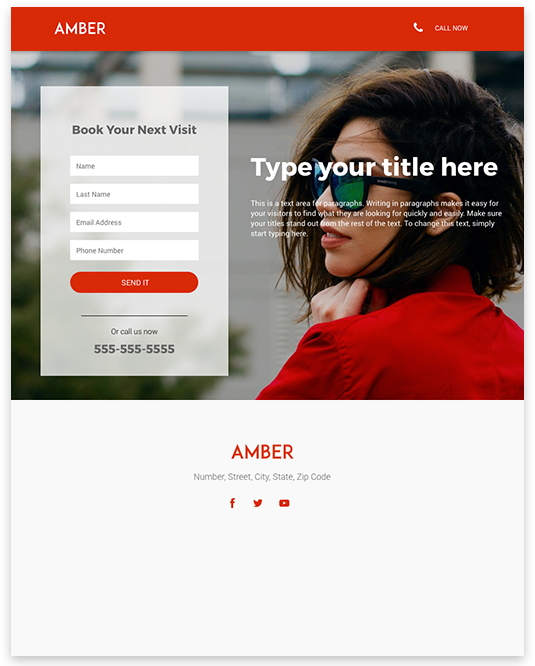 AMBER
CALL NOW
Book Your Next Visit
Name
Last Name
Email Address
Phone Number
SEND IT
Or call us now
555-555-5555
Type your title here
This is a text area for paragraphs. Writing in paragraphs makes it easy for
your visitors to find what they are looking for quickly and easily. Make sure
your titles stand out from the rest of the text. To change this text, simply
start typing here.
AMBER
Number, Street, City, State, Zip Code